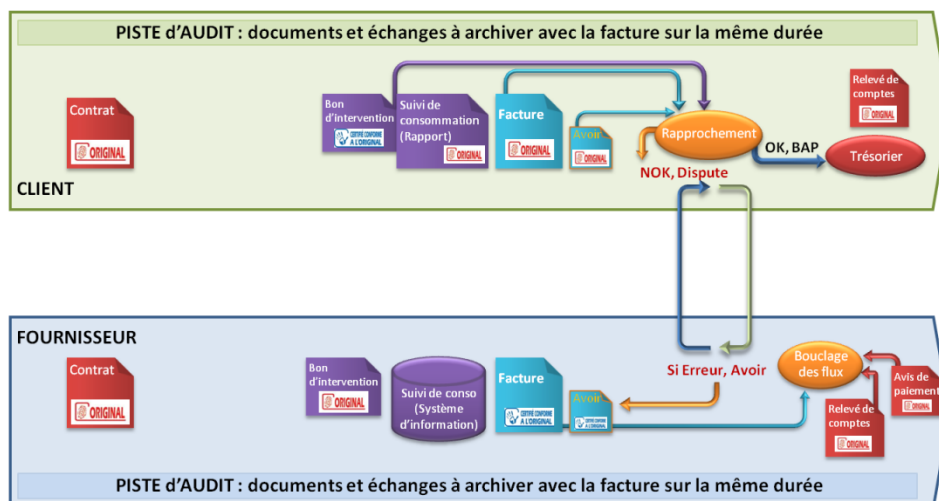 PISTE d'AUDIT : documents et échanges à archiver avec la facture sur la même durée
Contrat
ORIGINAL
Bon
d'intervention
CERTIFIÉ CONFORME
A L'ORIGINAL
Suivi de
consommation
(Rapport)
ORIGINAL
Facture
ORIGINAL
Avoir
ORIGINAL
Rapprochement
Relevé de
comptes
ORIGINAL
OK, BAP
Trésorier
NOK, Dispute
CLIENT
FOURNISSEUR
Contrat
ORIGINAL
Bon
d'intervention
ORIGINAL
Suivi de conso
(Système
d'information)
Facture
CERTIFIÉ CONFORME
A L'ORIGINAL
Avoir
CERTIFIÉ CONFORME
A L'ORIGINAL
Si Erreur, Avoir
Bouclage
des flux
Avis de
paiement
ORIGINAL
Relevé de
comptes
ORIGINAL
PISTE d'AUDIT : documents et échanges à archiver avec la facture sur la même durée